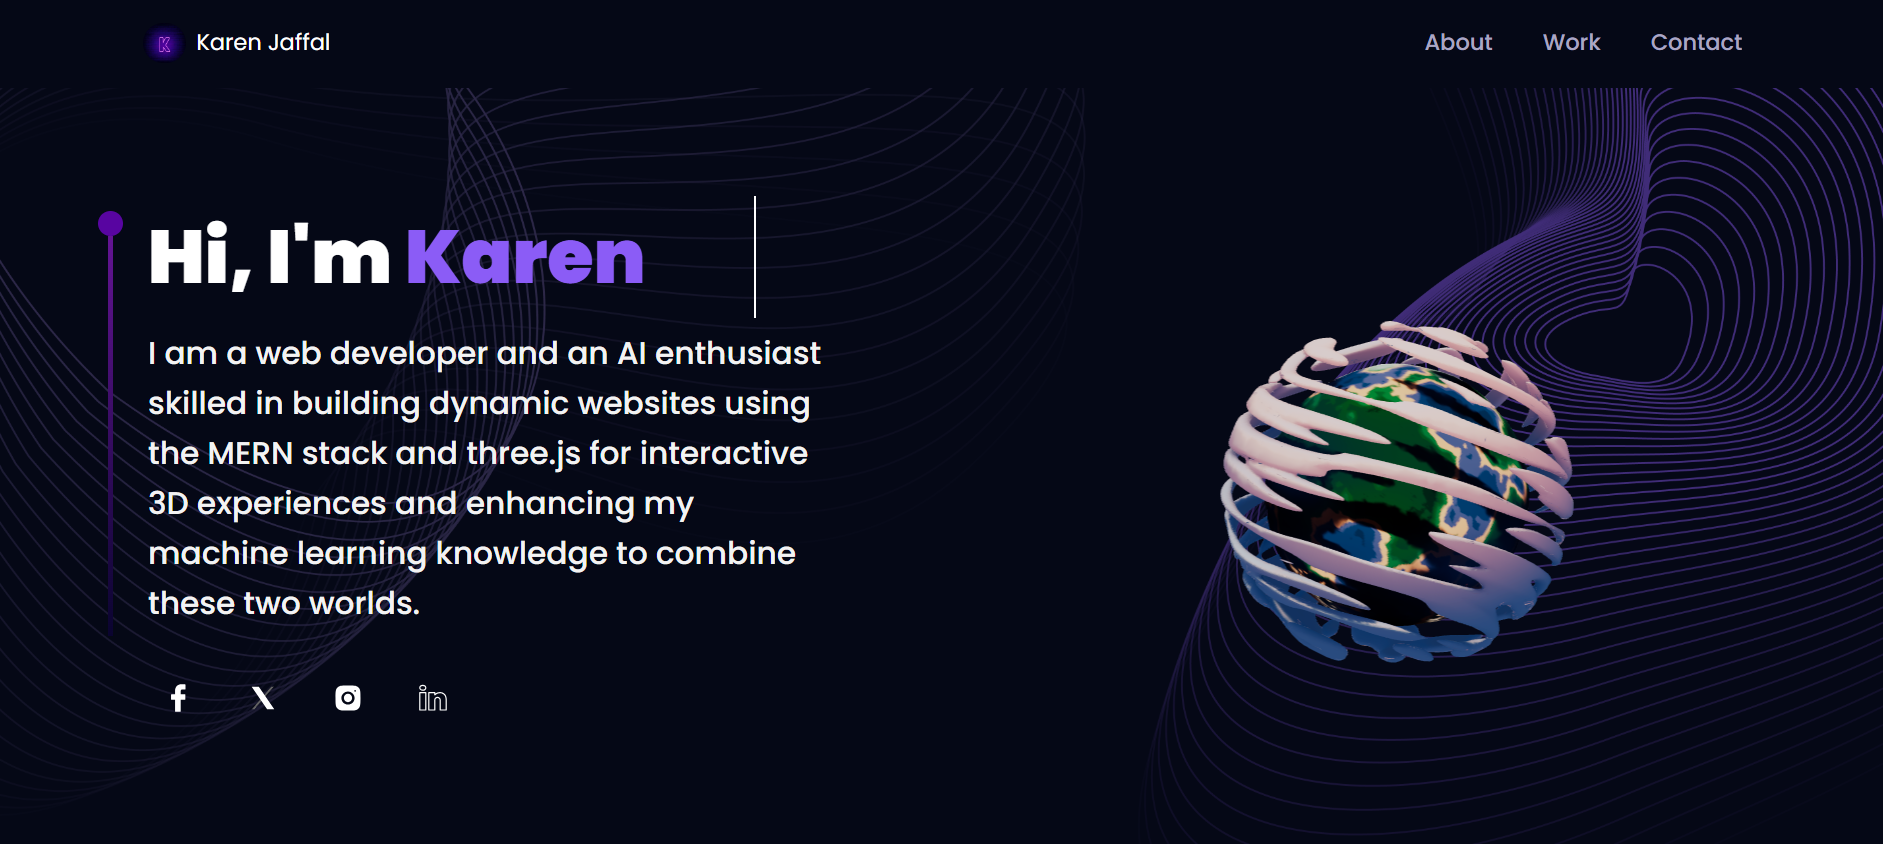 K
Karen Jaffal
About Work Contact
Hi, I'm Karen
I am a web developer and an AI enthusiast
skilled in building dynamic websites using
the MERN stack and three.js for interactive
3D experiences and enhancing my
machine learning knowledge to combine
these two worlds.